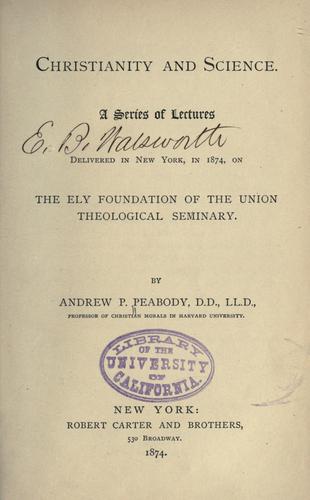 CHRISTIANITY AND SCIENCE.
A Series of Lectures
E. B. Walsworth
DELIVERED IN NEW YORK, IN 1874, ON
THE ELY FOUNDATION OF THE UNION
THEOLOGICAL SEMINARY.
BY
ANDREW P. PEABODY, D.D., LL.D.,
PROFESSOR OF CHRISTIAN MORALS IN HARVARD UNIVERSITY.
LIBRARY
OF THE
UNIVERSITY
OF
CALIFORNIA.
NEW YORK:
ROBERT CARTER AND BROTHERS,
530 BROADWAY.
1874.